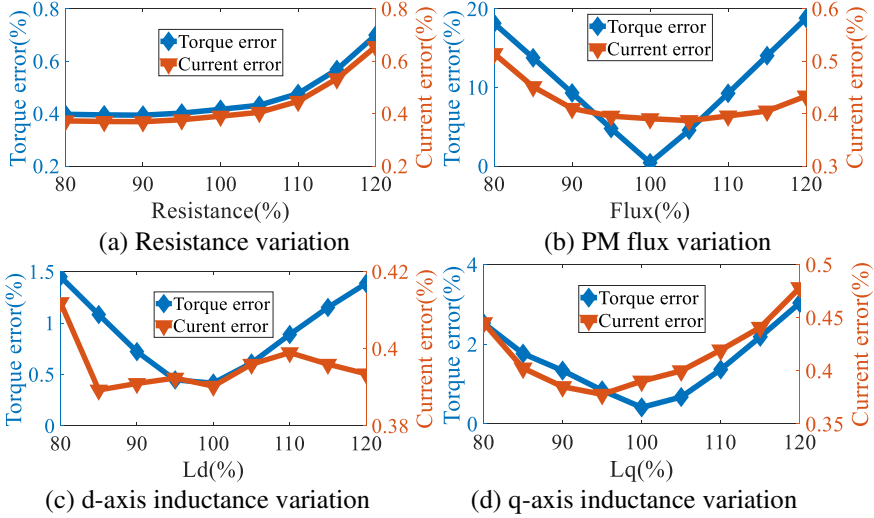 0.8
0.6
0.4
0.2
Torque error(%)
Torque error
Current error
0.8
0.6
0.4
0.2
Current error(%)
80 90 100 110 120
Resistance(%)
(a) Resistance variation
20
10
0
Torque error(%)
Torque error
Current error
0.6
0.5
0.4
0.3
Current error(%)
80 90 100 110 120
Flux(%)
(b) PM flux variation
1.5
1
0.5
0
Torque error(%)
Torque error
Curent error
0.42
0.4
0.38
Current error(%)
80 90 100 110 120
Ld(%)
(c) d-axis inductance variation
4
2
0
Torque error(%)
Torque error
Current error
0.5
0.45
0.4
0.35
Current error(%)
80 90 100 110 120
Lq(%)
(d) q-axis inductance variation